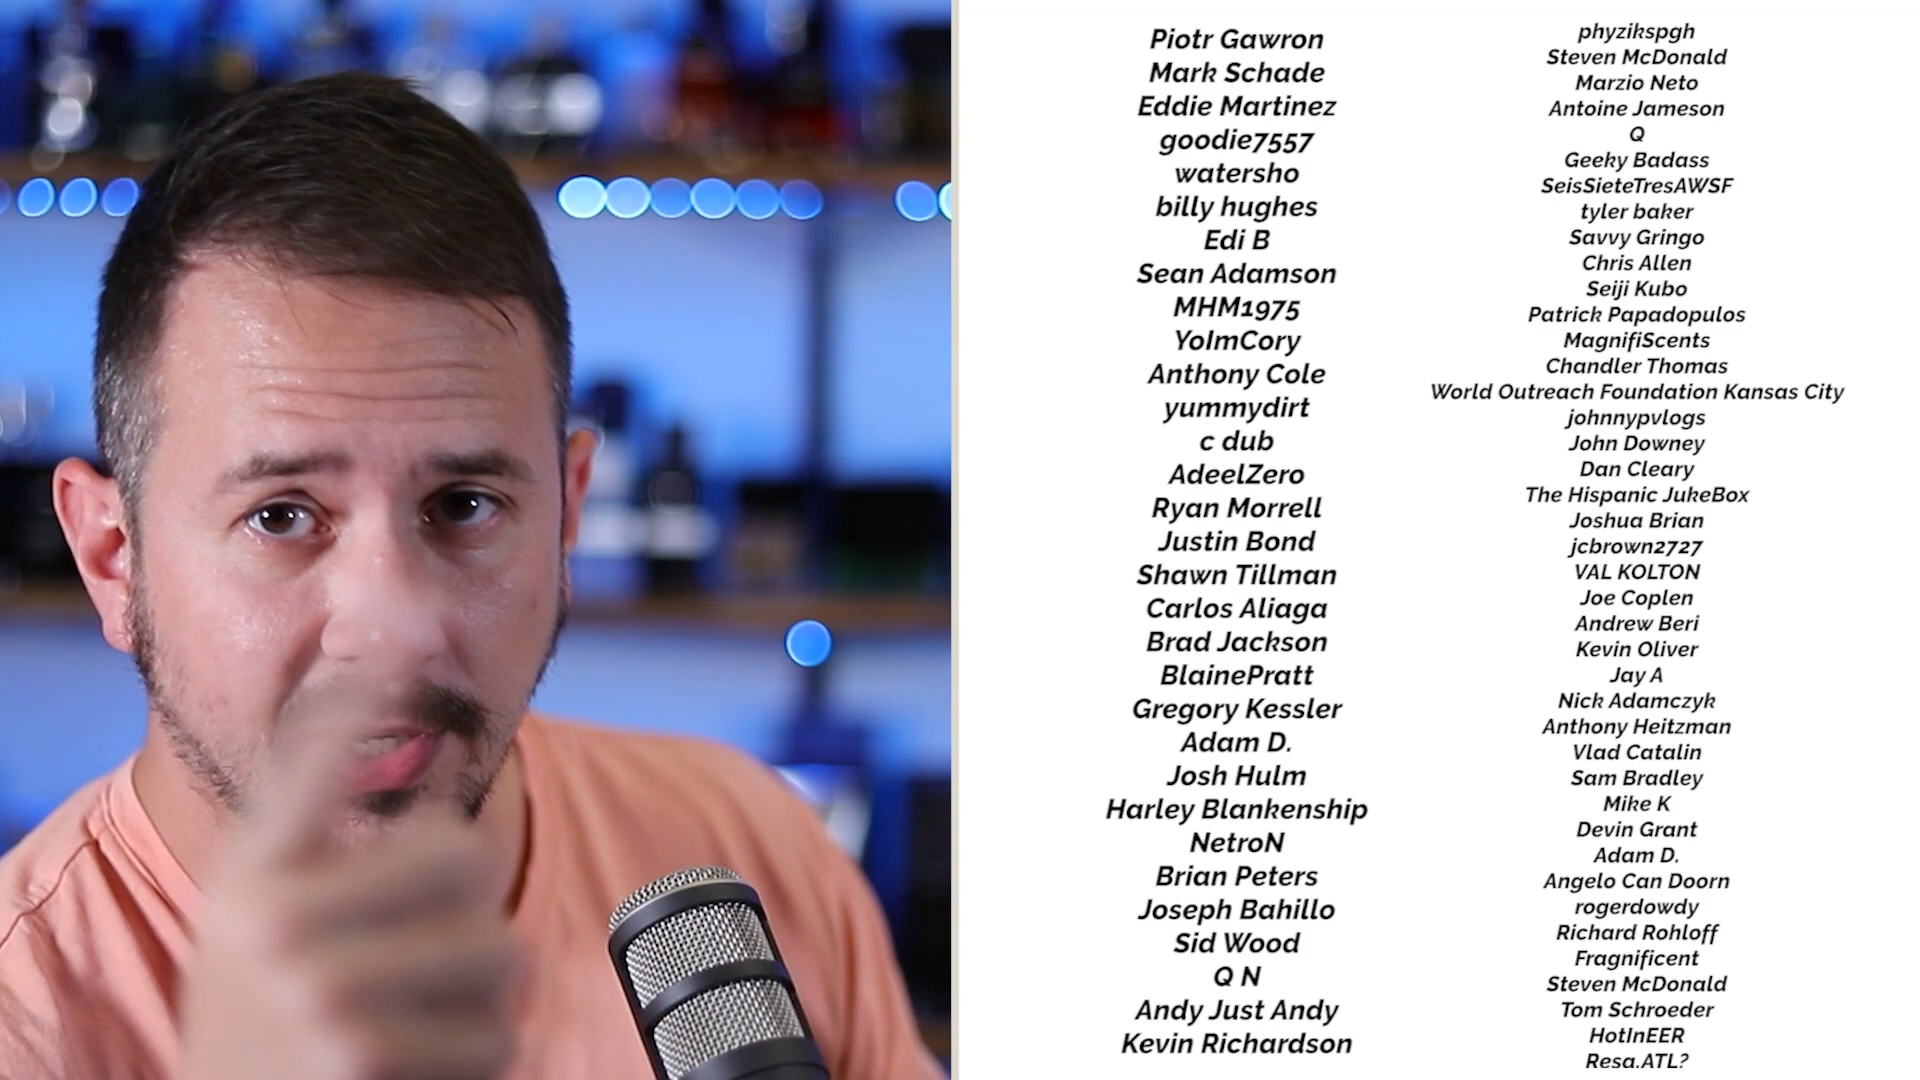 Piotr Gawron
Mark Schade
Eddie Martinez
goodie7557
watersho
billy hughes
Edi B
Sean Adamson
MHM1975
YoImCory
Anthony Cole
yummydirt
c dub
AdeelZero
Ryan Morrell
Justin Bond
Shawn Tillman
Carlos Aliaga
Brad Jackson
BlainePratt
Gregory Kessler
Adam D.
Josh Hulm
Harley Blankenship
NetroN
Brian Peters
Joseph Bahillo
Sid Wood
Q N
Andy Just Andy
Kevin Richardson
phyzikspgh
Steven McDonald
Marzio Neto
Antoine Jameson
Q
Geeky Badass
SeisSieteTresAWSF
tyler baker
Savvy Gringo
Chris Allen
Seiji Kubo
Patrick Papadopulos
MagnifiScents
Chandler Thomas
World Outreach Foundation Kansas City
johnnypvlogs
John Downey
Dan Cleary
The Hispanic JukeBox
Joshua Brian
jcbrown2727
VAL KOLTON
Joe Coplen
Andrew Beri
Kevin Oliver
Jay A
Nick Adamczyk
Anthony Heitzman
Vlad Catalin
Sam Bradley
Mike K
Devin Grant
Adam D.
Angelo Can Doorn
rogerdowdy
Richard Rohloff
Fragnificent
Steven McDonald
Tom Schroeder
HotInEER
Resa.ATL?